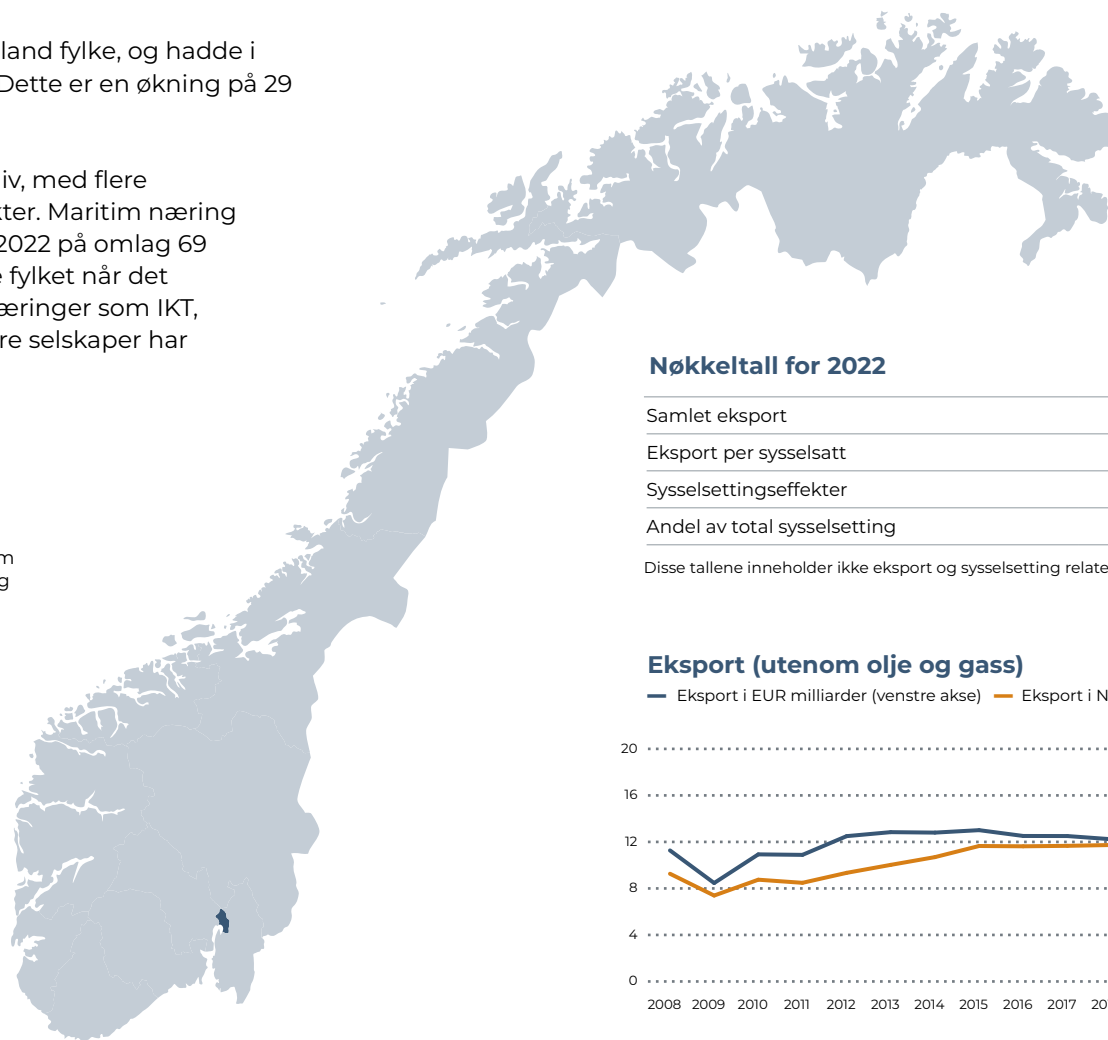 land fylke, og hadde i
Dette er en økning på 29
iv, med flere
kter. Maritim næring
2022 på omlag 69
e fylket når det
æringer som IKT,
re selskaper har
m
g
Nøkkeltall for 2022
Samlet eksport
Eksport per sysselsatt
Sysselsettingseffekter
Andel av total sysselsetting
Disse tallene inneholder ikke eksport og sysselsetting relate
Eksport (utenom olje og gass)
Eksport i EUR milliarder (venstre akse) Eksport i N
20
16
12
8
4
0
2008 2009 2010 2011 2012 2013 2014 2015 2016 2017 20